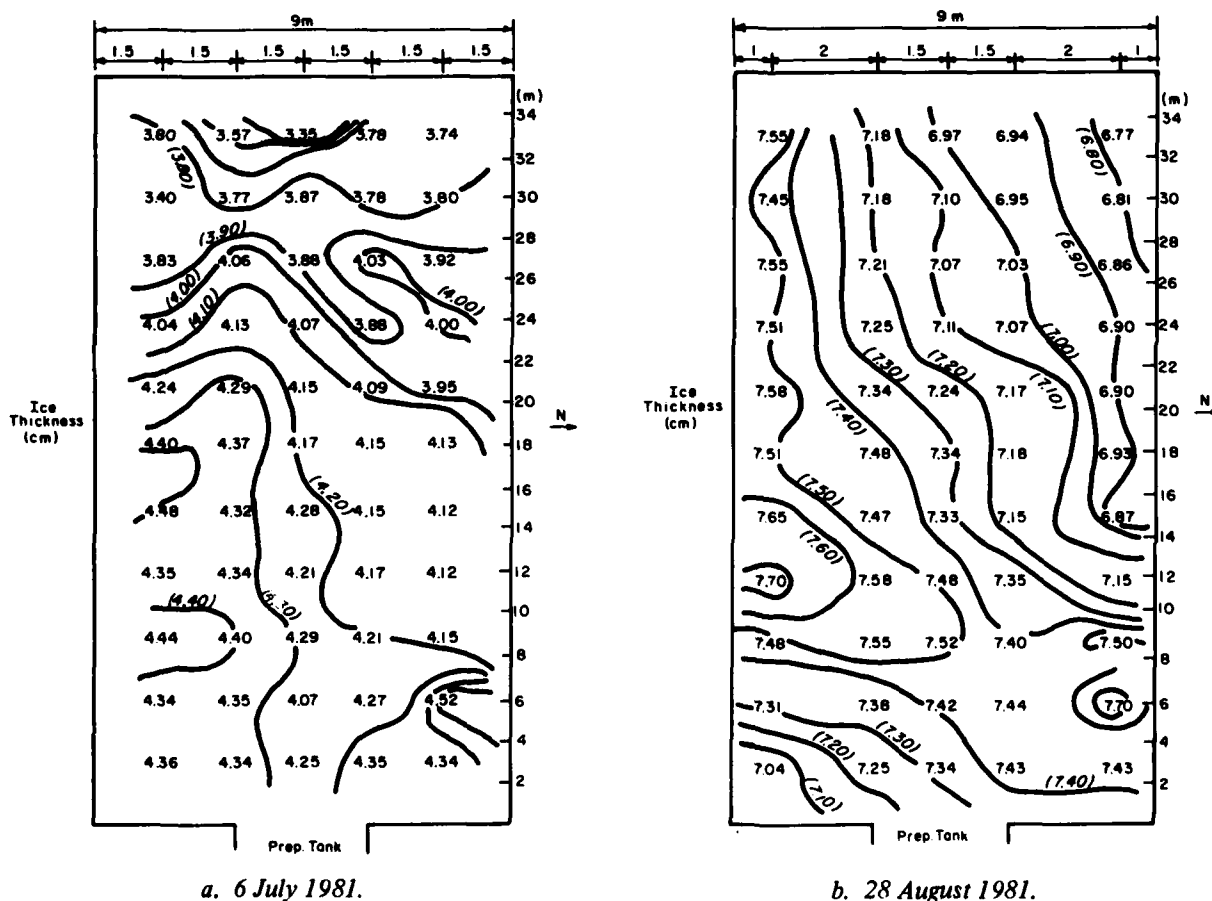 9m
1.5 1.5 1.5 1.5 1.5 1.5
(m)
34
3.80 3.57 3.35 3.78 3.74
32
(3.80)
3.40 3.77 3.87 3.78 3.80
30
28
(3.90)
3.83 4.06 3.88 4.03 3.92
26
(4.00) (4.00)
(4.10)
4.04 4.13 4.07 3.88 4.00
24
22
4.24 4.29 4.15 4.09 3.95
20
Ice
Thickness
(cm)
N
4.40 4.37 4.17 4.15 4.13
18
16
(4.20)
4.48 4.32 4.28 4.15 4.12
14
4.35 4.34 4.21 4.17 4.12
12
(4.40) (4.30)
10
4.44 4.40 4.29 4.21 4.15
8
4.34 4.35 4.07 4.27 4.52
6
4
4.36 4.34 4.25 4.35 4.34
2
Prep. Tank
a. 6 July 1981.
9 m
1 2 1.5 1.5 2 1
(m)
34
7.55 7.18 6.97 6.94 6.77
32
(6.80)
7.45 7.18 7.10 6.95 6.81
30
28
(6.90)
7.55 7.21 7.07 7.03 6.86
26
7.51 7.25 7.11 7.07 6.90
24
(7.00)
22
(7.30) (7.20) (7.10)
7.58 7.34 7.24 7.17 6.90
20
Ice
Thickness
(cm)
N
(7.40)
7.51 7.48 7.34 7.18 6.93
18
16
(7.50)
7.65 7.47 7.33 7.15 6.87
14
(7.60)
7.70 7.58 7.48 7.35 7.15
12
10
7.48 7.55 7.52 7.40 7.50
8
7.31 7.38 7.42 7.44 7.70
6
4
(7.20) (7.30)
7.04 7.25 7.34 7.43 7.43
2
(7.10) (7.40)
Prep. Tank
b. 28 August 1981.